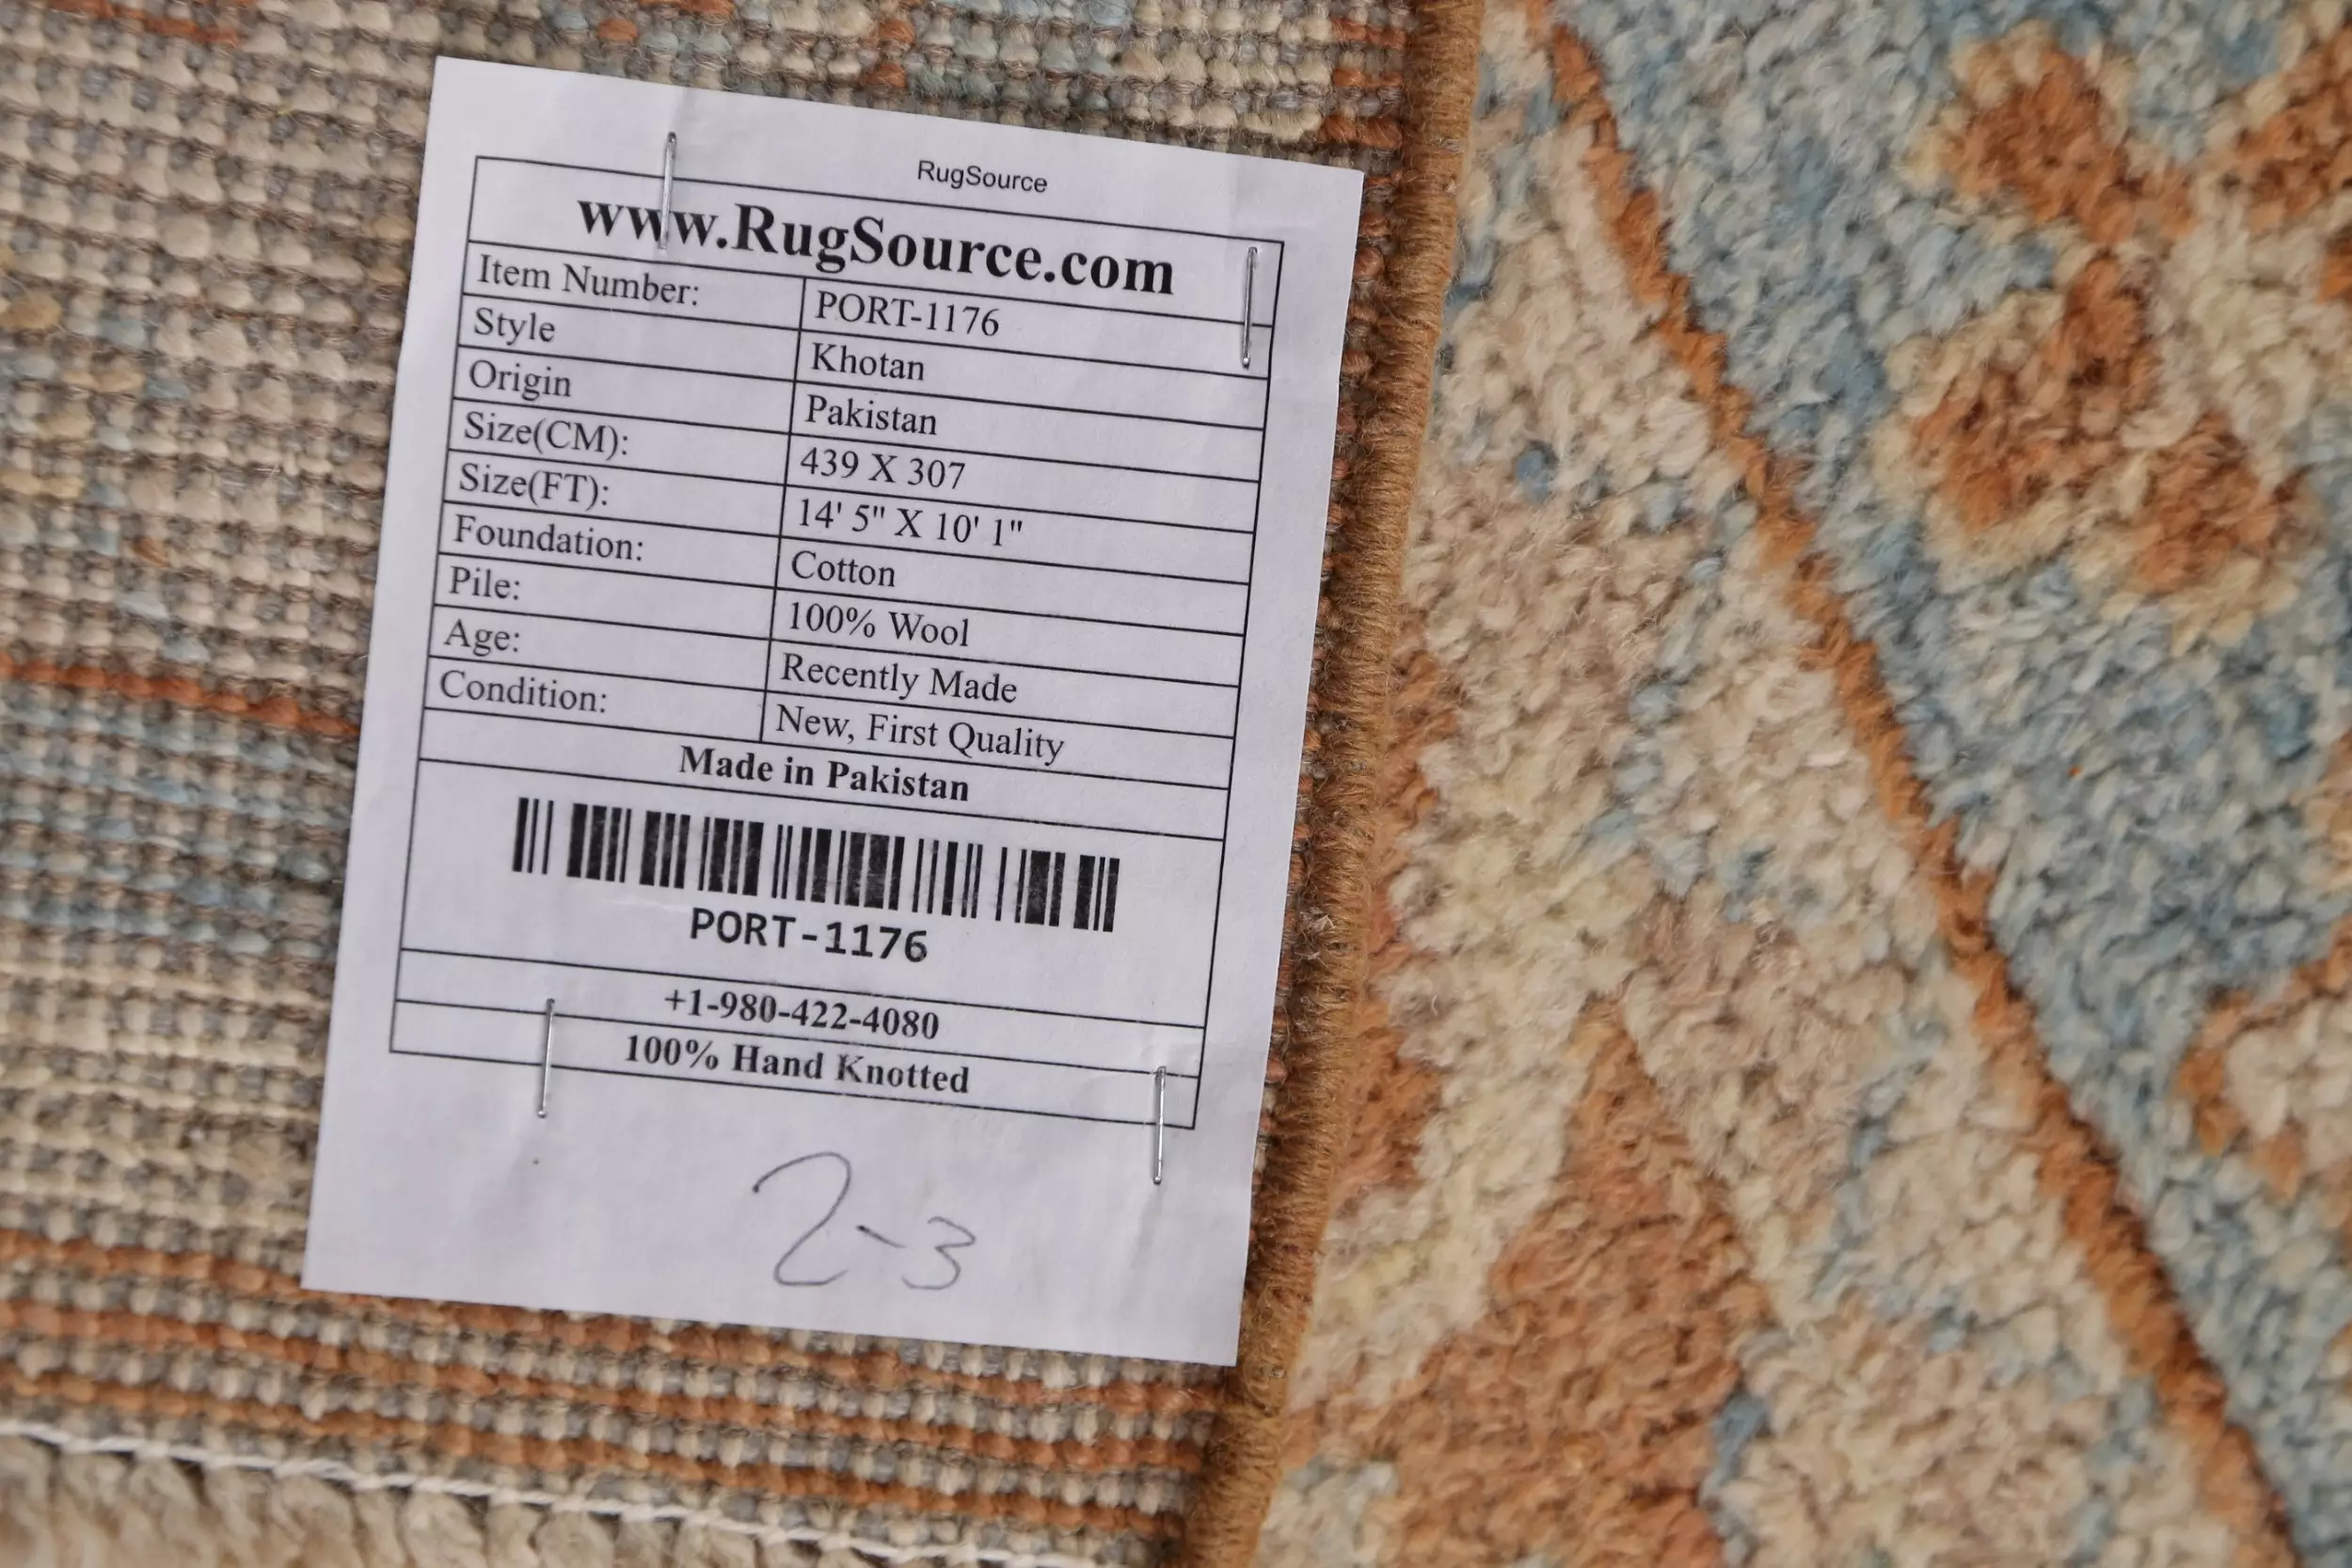 RugSource
www.RugSource.com
Item Number: PORT-1176
Style Khotan
Origin Pakistan
Size(CM): 439 X 307
Size(FT): 14' 5" X 10' 1"
Foundation: Cotton
Pile: 100% Wool
Age: Recently Made
Condition: New, First Quality
Made in Pakistan
PORT-1176
+1-980-422-4080
100% Hand Knotted
2-3